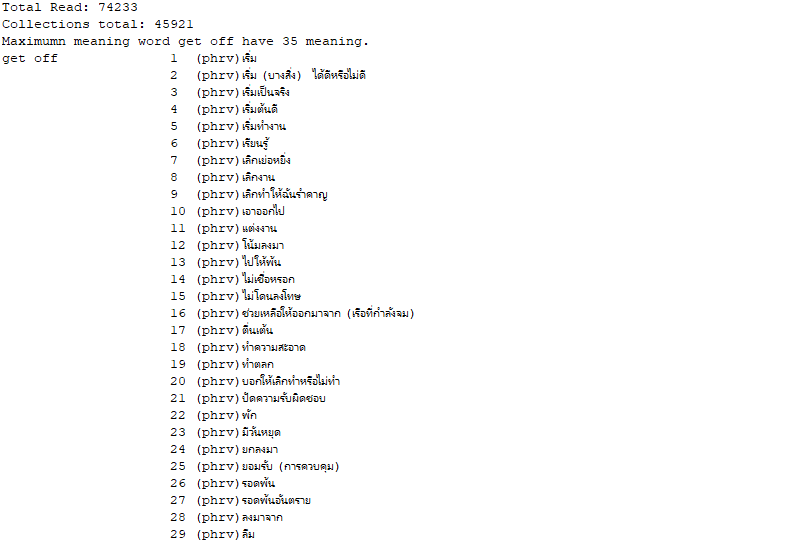 Total Read: 74233
Collections total: 45921
Maximumn meaning word get off have 35 meaning.
get off 1 (phrv)เริ่ม
2 (phrv)เริ่ม (บางสิ่ง) ได้ดีหรือไม่ดี
3 (phrv)เริ่มเป็นจริง
4 (phrv)เริ่มต้นดี
5 (phrv)เริ่มทำงาน
6 (phrv)เรียนรู้
7 (phrv)เลิกเย่อหยิ่ง
8 (phrv)เลิกงาน
9 (phrv)เลิกทำให้ฉันรำคาญ
10 (phrv)เอาออกไป
11 (phrv)แต่งงาน
12 (phrv)โน้มลงมา
13 (phrv)ไปให้พ้น
14 (phrv)ไม่เชื่อหรอก
15 (phrv)ไม่โดนลงโทษ
16 (phrv)ช่วยเหลือให้ออกมาจาก (เรือที่กำลังจม)
17 (phrv)ตื่นเต้น
18 (phrv)ทำความสะอาด
19 (phrv)ทำตลก
20 (phrv)บอกให้เลิกทำหรือไม่ทำ
21 (phrv)ปัดความรับผิดชอบ
22 (phrv)พัก
23 (phrv)มีวันหยุด
24 (phrv)ยกลงมา
25 (phrv)ยอมรับ (การควบคุม)
26 (phrv)รอดพ้น
27 (phrv)รอดพ้นอันตราย
28 (phrv)ลงมาจาก
29 (phrv)ลืม